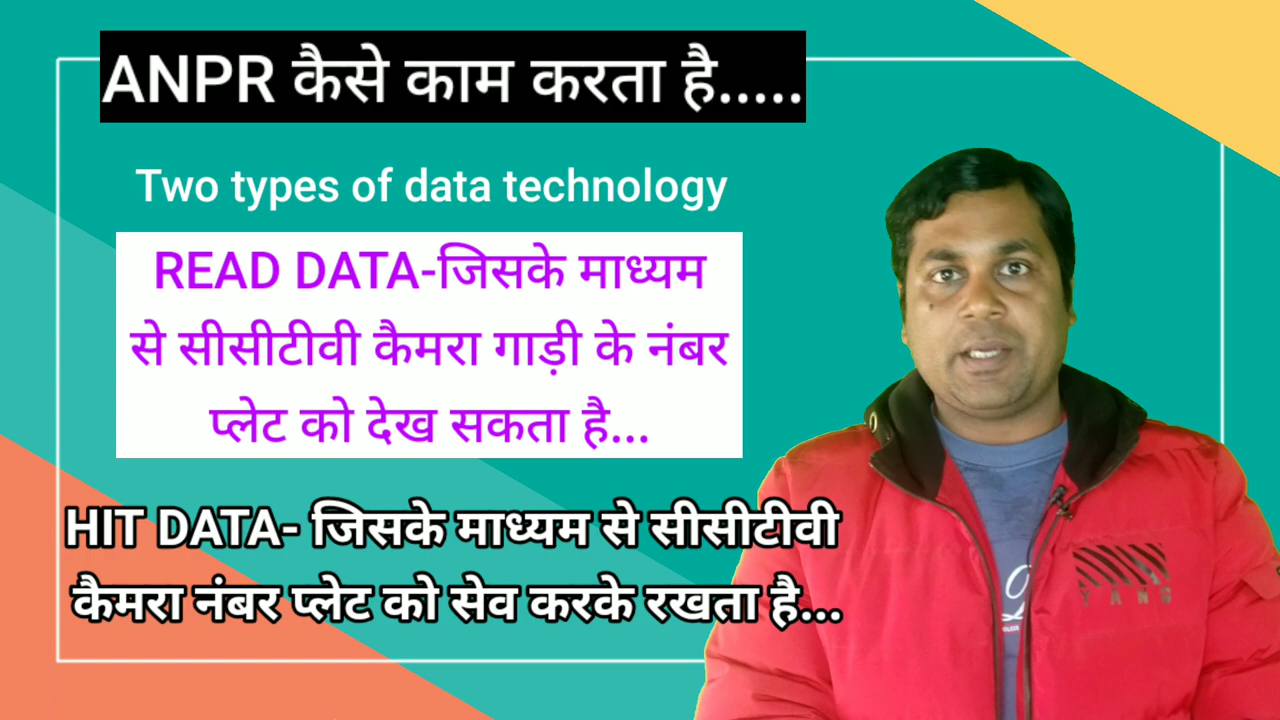 ANPR कैसे काम करता है.....
Two types of data technology
READ DATA-जिसके माध्यम
से सीसीटीवी कैमरा गाड़ी के नंबर
प्लेट को देख सकता है...
HIT DATA- जिसके माध्यम से सीसीटीवी
कैमरा नंबर प्लेट को सेव करके रखता है...
YANG